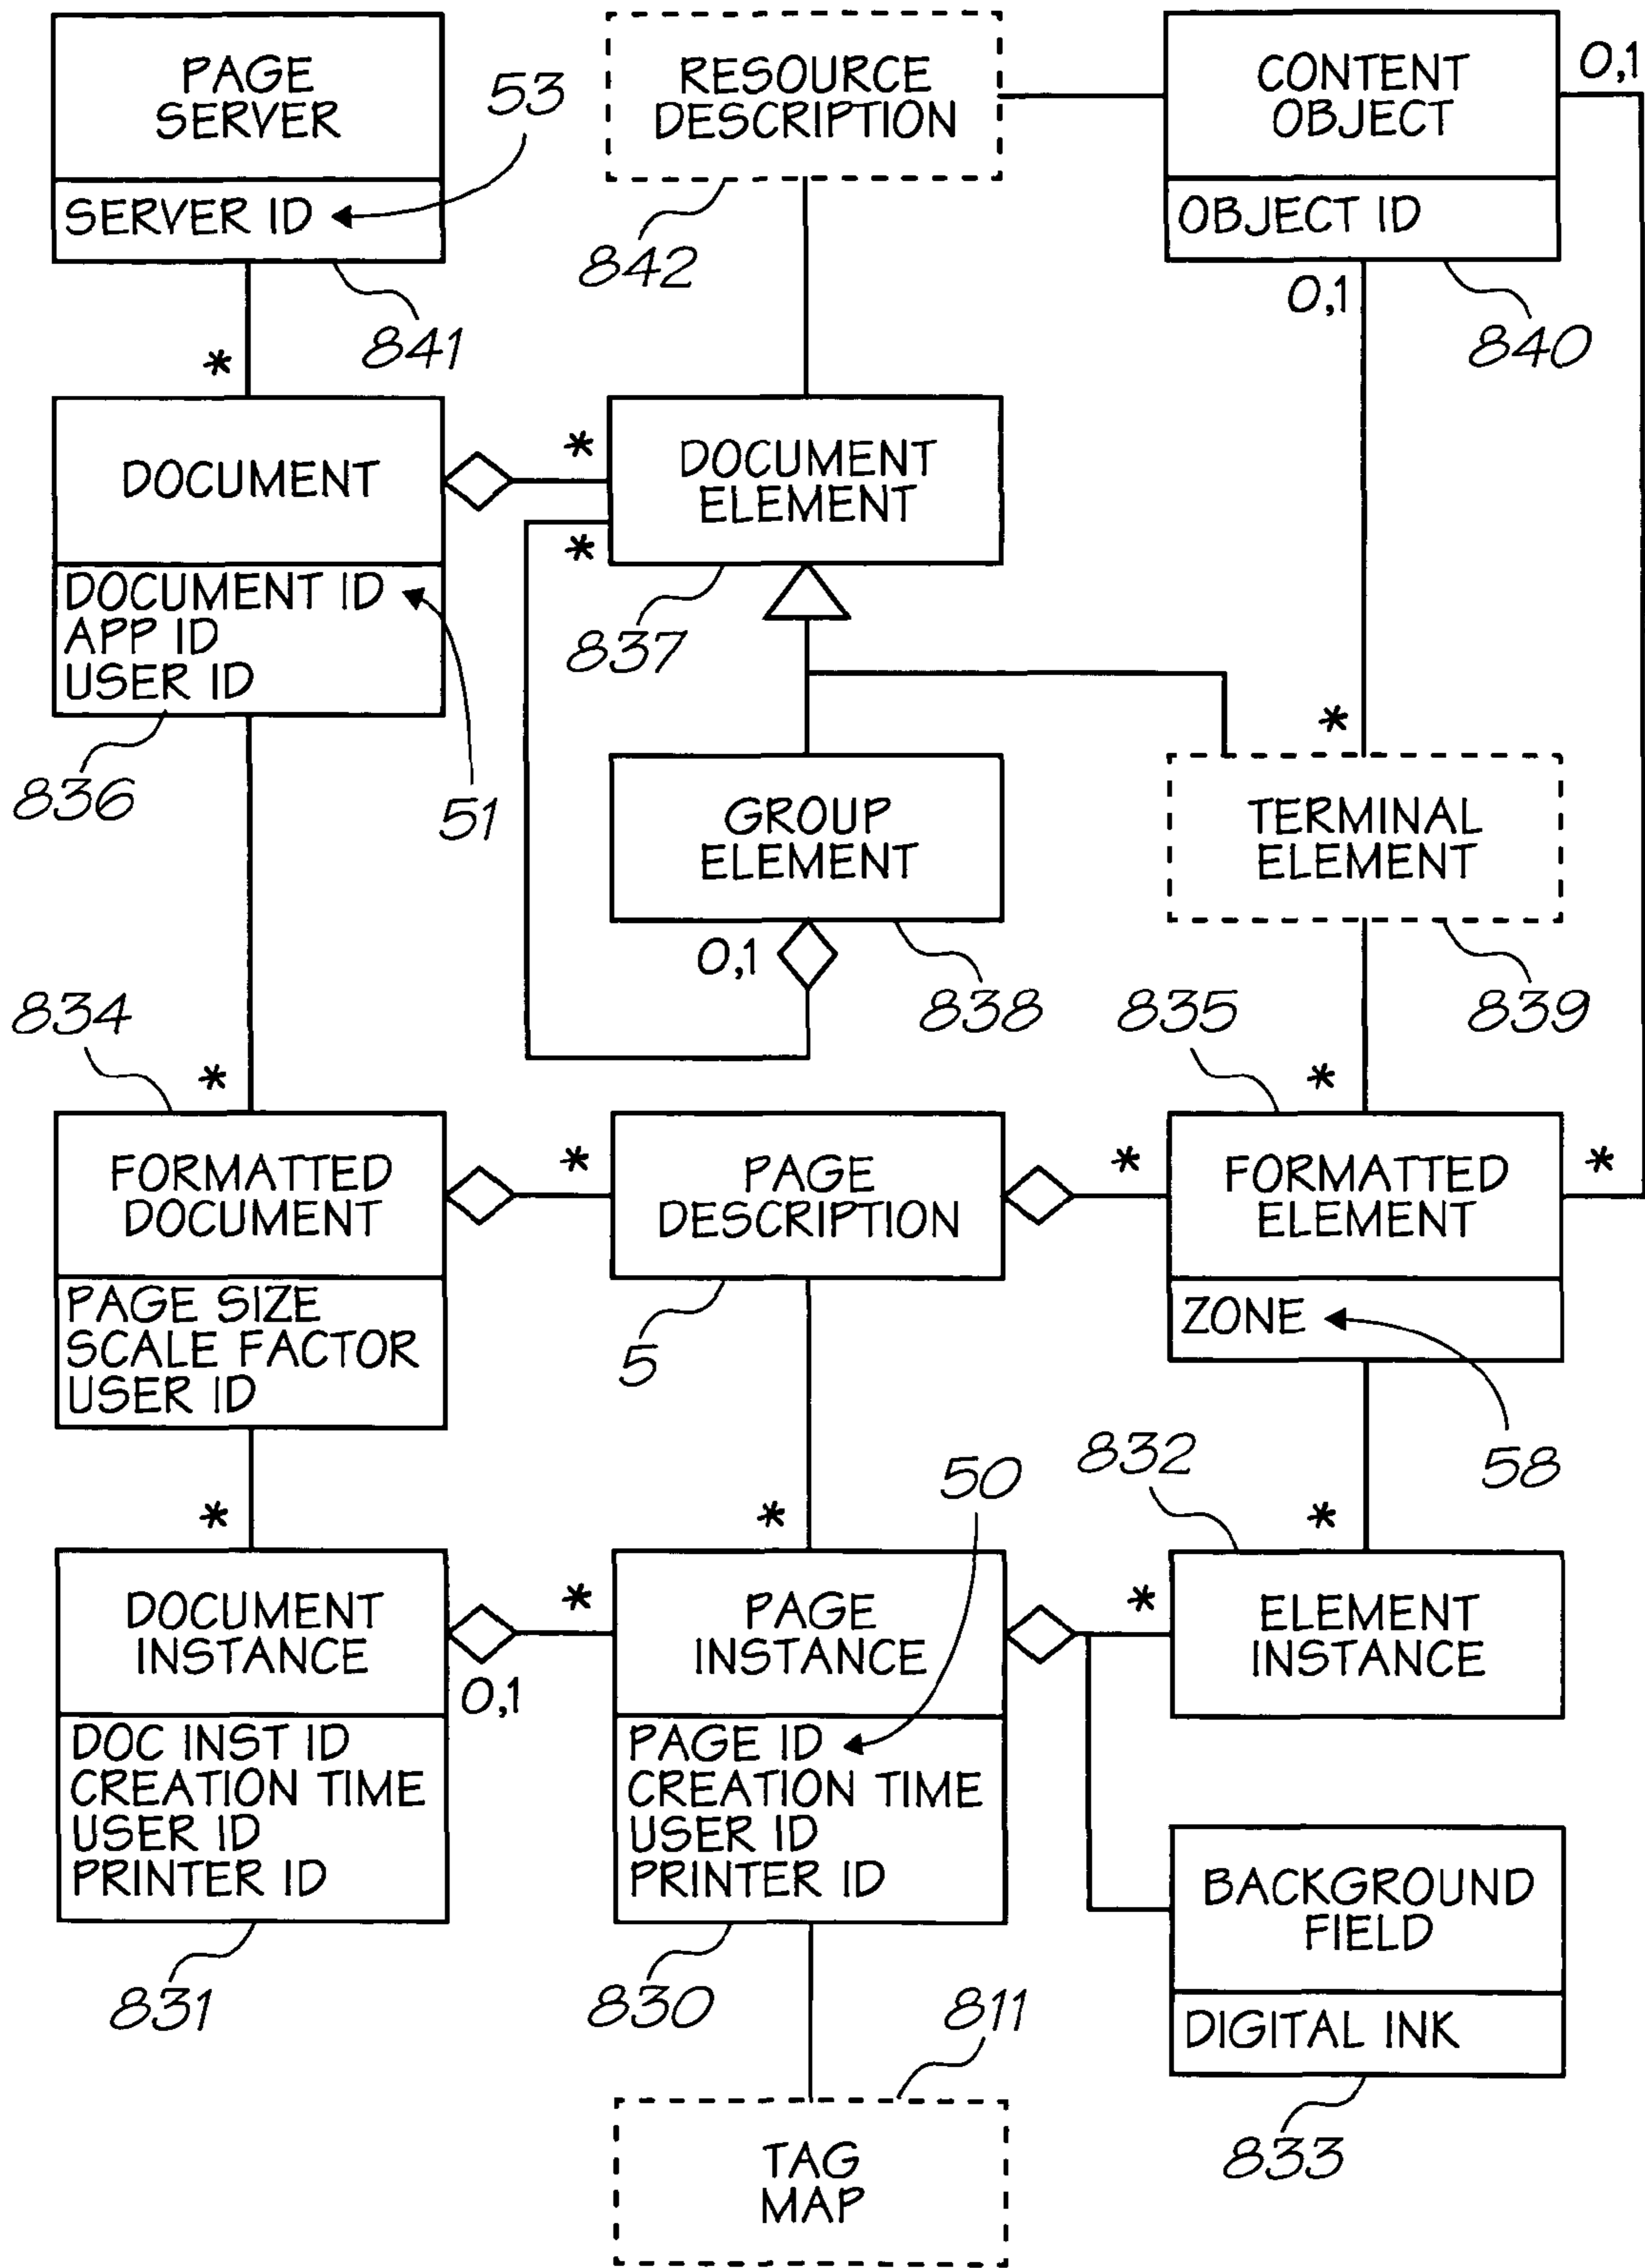 PAGE
SERVER
SERVER ID
53
841
RESOURCE
DESCRIPTION
842
CONTENT
OBJECT
OBJECT ID
0,1
0,1
840
*
DOCUMENT
DOCUMENT ID
APP ID
USER ID
836
51
*
*
DOCUMENT
ELEMENT
837
GROUP
ELEMENT
0,1
838
*
TERMINAL
ELEMENT
839
834
*
FORMATTED
DOCUMENT
PAGE SIZE
SCALE FACTOR
USER ID
*
PAGE
DESCRIPTION
5
835
*
*
*
FORMATTED
ELEMENT
ZONE
58
*
DOCUMENT
INSTANCE
DOC INST ID
CREATION TIME
USER ID
PRINTER ID
831
0,1
*
*
50
PAGE
INSTANCE
PAGE ID
CREATION TIME
USER ID
PRINTER ID
830
832
*
*
ELEMENT
INSTANCE
BACKGROUND
FIELD
DIGITAL INK
833
811
TAG
MAP